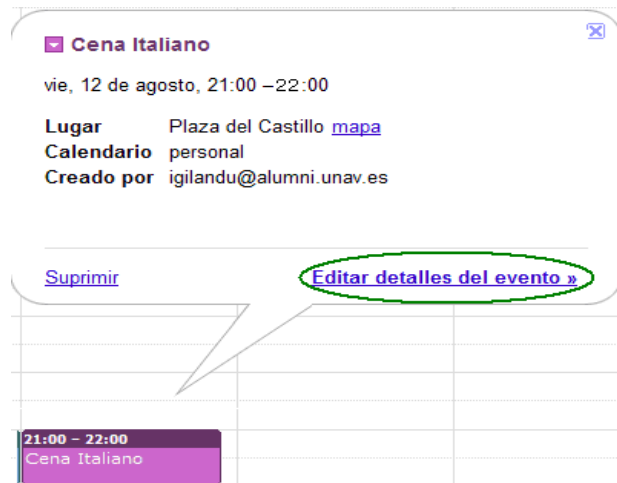 Cena Italiano
vie, 12 de agosto, 21:00 –22:00
Lugar Plaza del Castillo mapa
Calendario personal
Creado por igilandu@alumni.unav.es
Suprimir Editar detalles del evento »
21:00 – 22:00
Cena Italiano